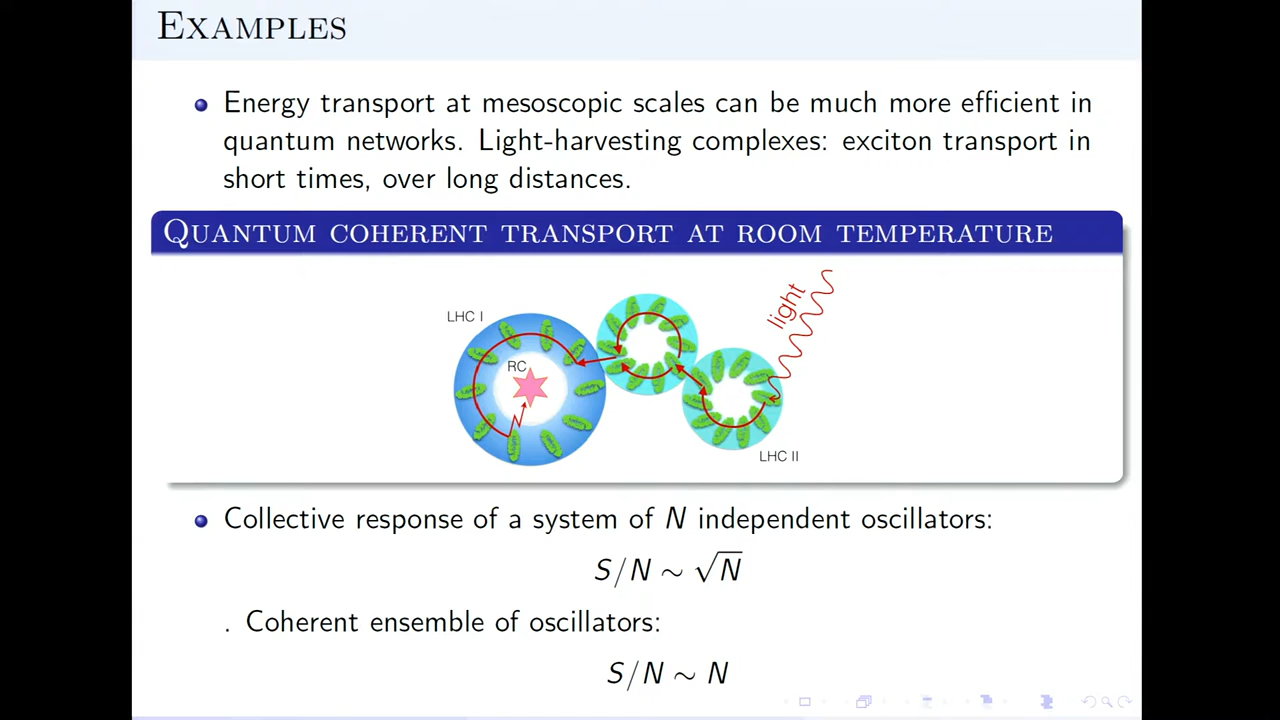 EXAMPLES
Energy transport at mesoscopic scales can be much more efficient in
quantum networks. Light-harvesting complexes: exciton transport in
short times, over long distances.
QUANTUM COHERENT TRANSPORT AT ROOM TEMPERATURE
light
LHC I
RC
LHC II
Collective response of a system of N independent oscillators:
S/N ∼ √N
. Coherent ensemble of oscillators:
S/N ∼ N